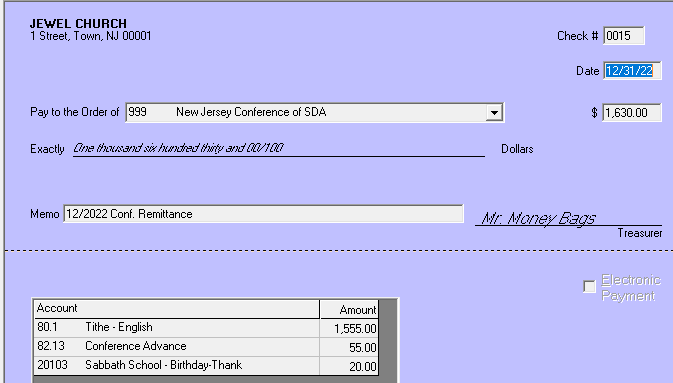 JEWEL CHURCH
1 Street, Town, NJ 00001
Check # 0015
Date 12/31/22
Pay to the Order of 999 New Jersey Conference of SDA $ 1,630.00
Exactly One thousand six hundred thirty and 00/100 Dollars
Memo 12/2022 Conf. Remittance Mr. Money Bags
Treasurer
Electronic
Payment
Account Amount
80.1 Tithe - English 1,555.00
82.13 Conference Advance 55.00
20103 Sabbath School - Birthday-Thank 20.00